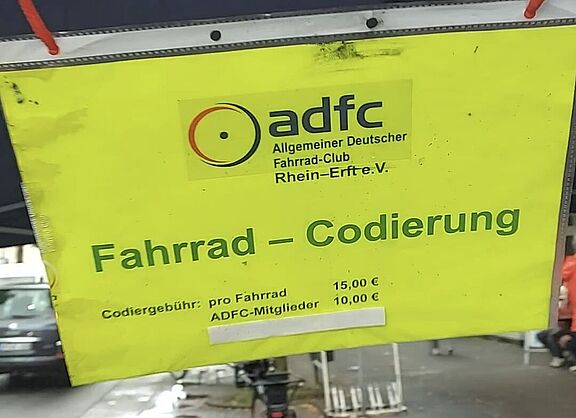 adfc
Allgemeiner Deutscher
Fahrrad-Club
Rhein–Erft e.V.
Fahrrad – Codierung
Codiergebühr: pro Fahrrad 15,00 €
ADFC-Mitglieder 10,00 €